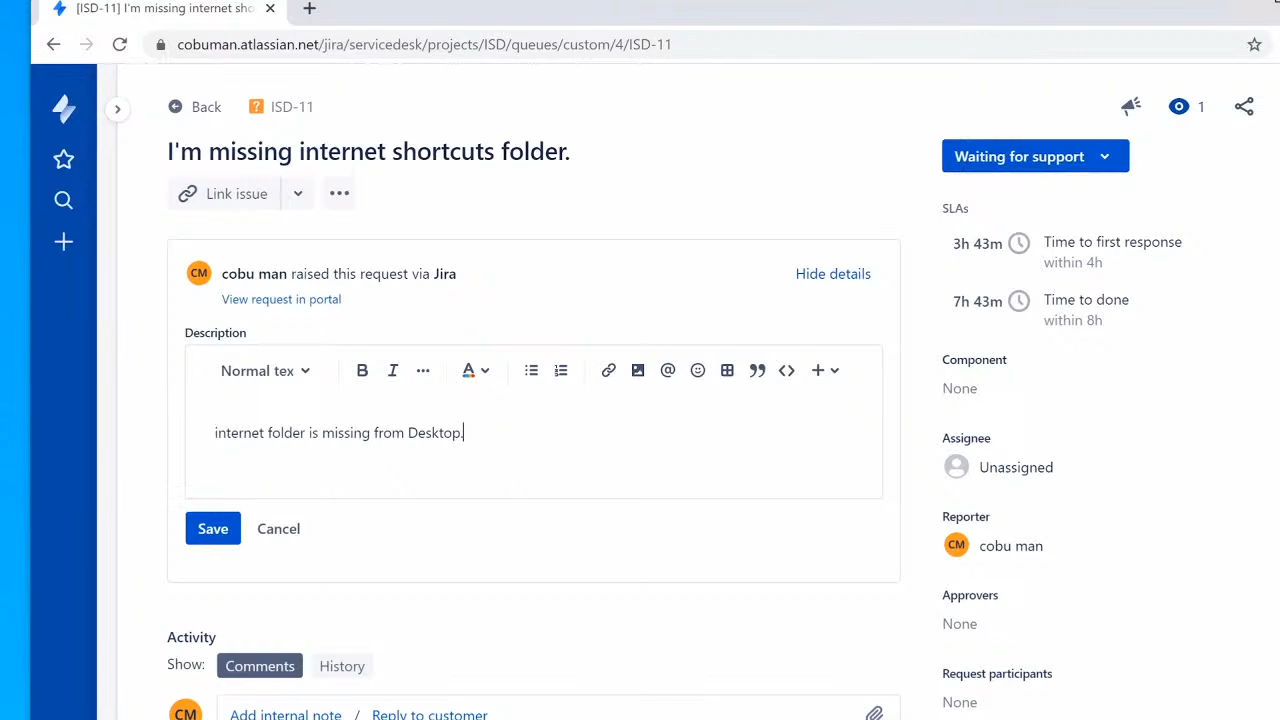 [ISD-11] I'm missing internet sho
cobuman.atlassian.net/jira/servicedesk/projects/ISD/queues/custom/4/ISD-11
Back
ISD-11
1
I'm missing internet shortcuts folder.
Link issue
Waiting for support
SLAs
3h 43m Time to first response
within 4h
7h 43m Time to done
within 8h
CM cobu man raised this request via Jira
Hide details
View request in portal
Description
Normal tex
B I A
internet folder is missing from Desktop.
Save Cancel
Component
None
Assignee
Unassigned
Reporter
CM cobu man
Approvers
None
Request participants
None
Activity
Show: Comments History
CM Add internal note / Reply to customer